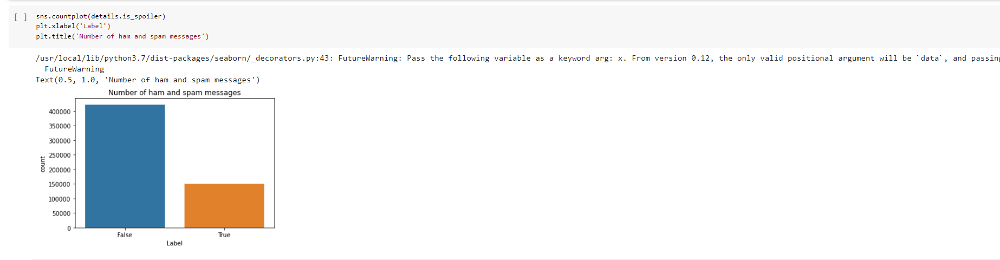 [ ] sns.countplot(details.is_spoiler)
plt.xlabel('Label')
plt.title('Number of ham and spam messages')
/usr/local/lib/python3.7/dist-packages/seaborn/_decorators.py:43: FutureWarning: Pass the following variable as a keyword arg: x. From version 0.12, the only valid positional argument will be `data`, and passing
FutureWarning
Text(0.5, 1.0, 'Number of ham and spam messages')
Number of ham and spam messages
400000
350000
300000
250000
200000
150000
100000
50000
0
count
False True
Label